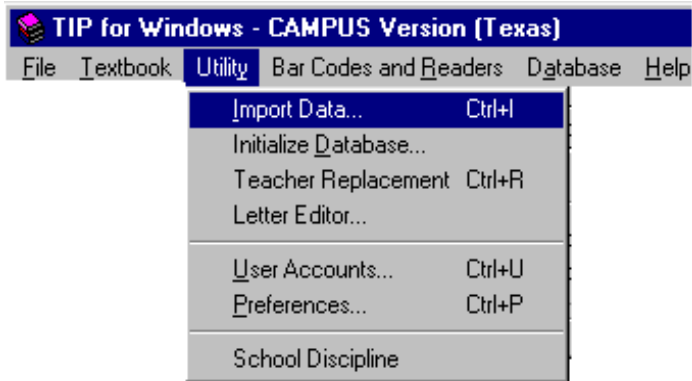 TIP for Windows - CAMPUS Version (Texas)
File Textbook Utility Bar Codes and Readers Database Help
Import Data... Ctrl+I
Initialize Database...
Teacher Replacement Ctrl+R
Letter Editor...
User Accounts... Ctrl+U
Preferences... Ctrl+P
School Discipline